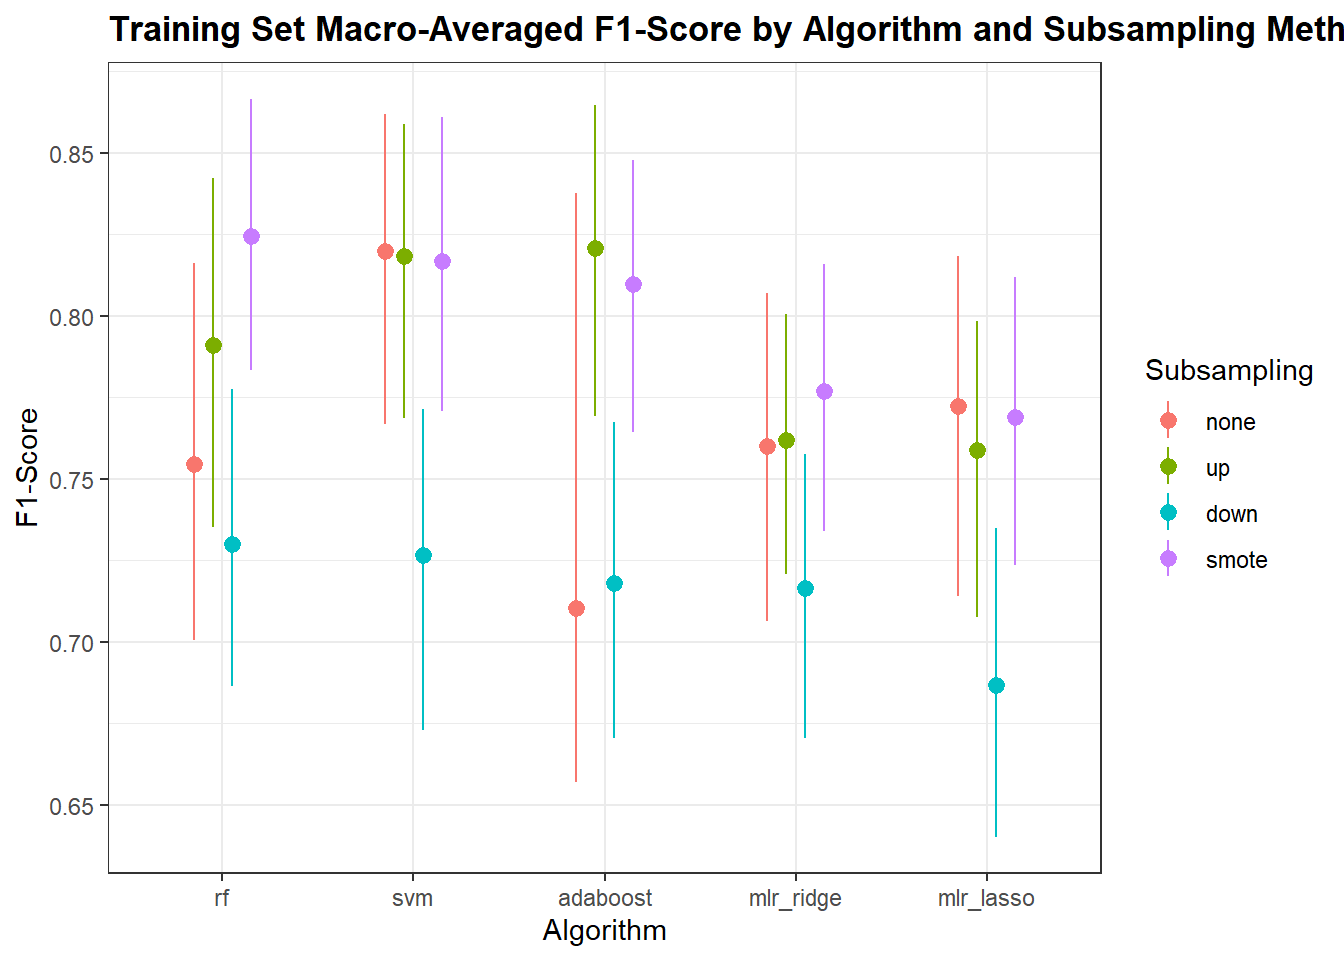 Training Set Macro-Averaged F1-Score by Algorithm and Subsampling Meth
0.85
0.80
0.75
0.70
0.65
F1-Score
rf
svm
adaboost
mlr_ridge
mlr_lasso
Algorithm
Subsampling
none
up
down
smote